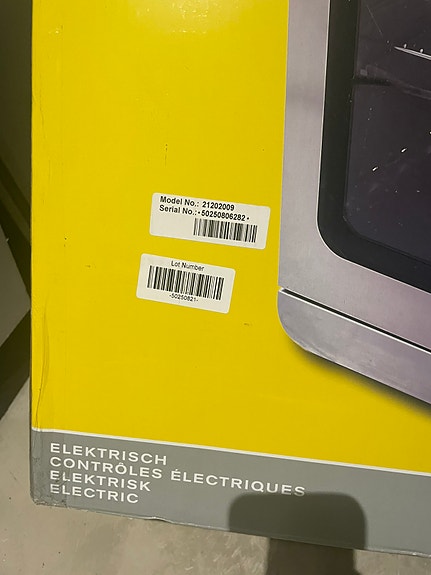 Model No.: 21202009
Serial No.:•50250806282•
Lot Number
-50250821-
ELEKTRISCH
CONTRÔLES ÉLECTRIQUES
ELEKTRISK
ELECTRIC